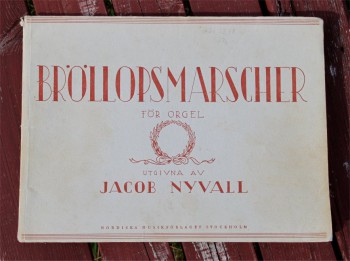 BRÖLLOPSMARSCHER
FÖR ORGEL
UTGIVNA AV
JACOB NYVALL
NORDISKA MUSIKFÖRLAGET STOCKHOLM